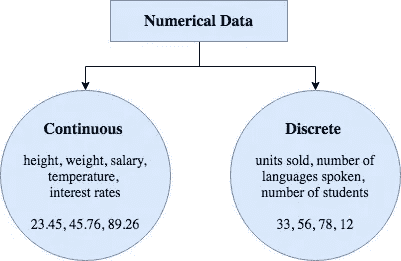 Numerical Data
Continuous
height, weight, salary,
temperature,
interest rates
23.45, 45.76, 89.26
Discrete
units sold, number of
languages spoken,
number of students
33, 56, 78, 12